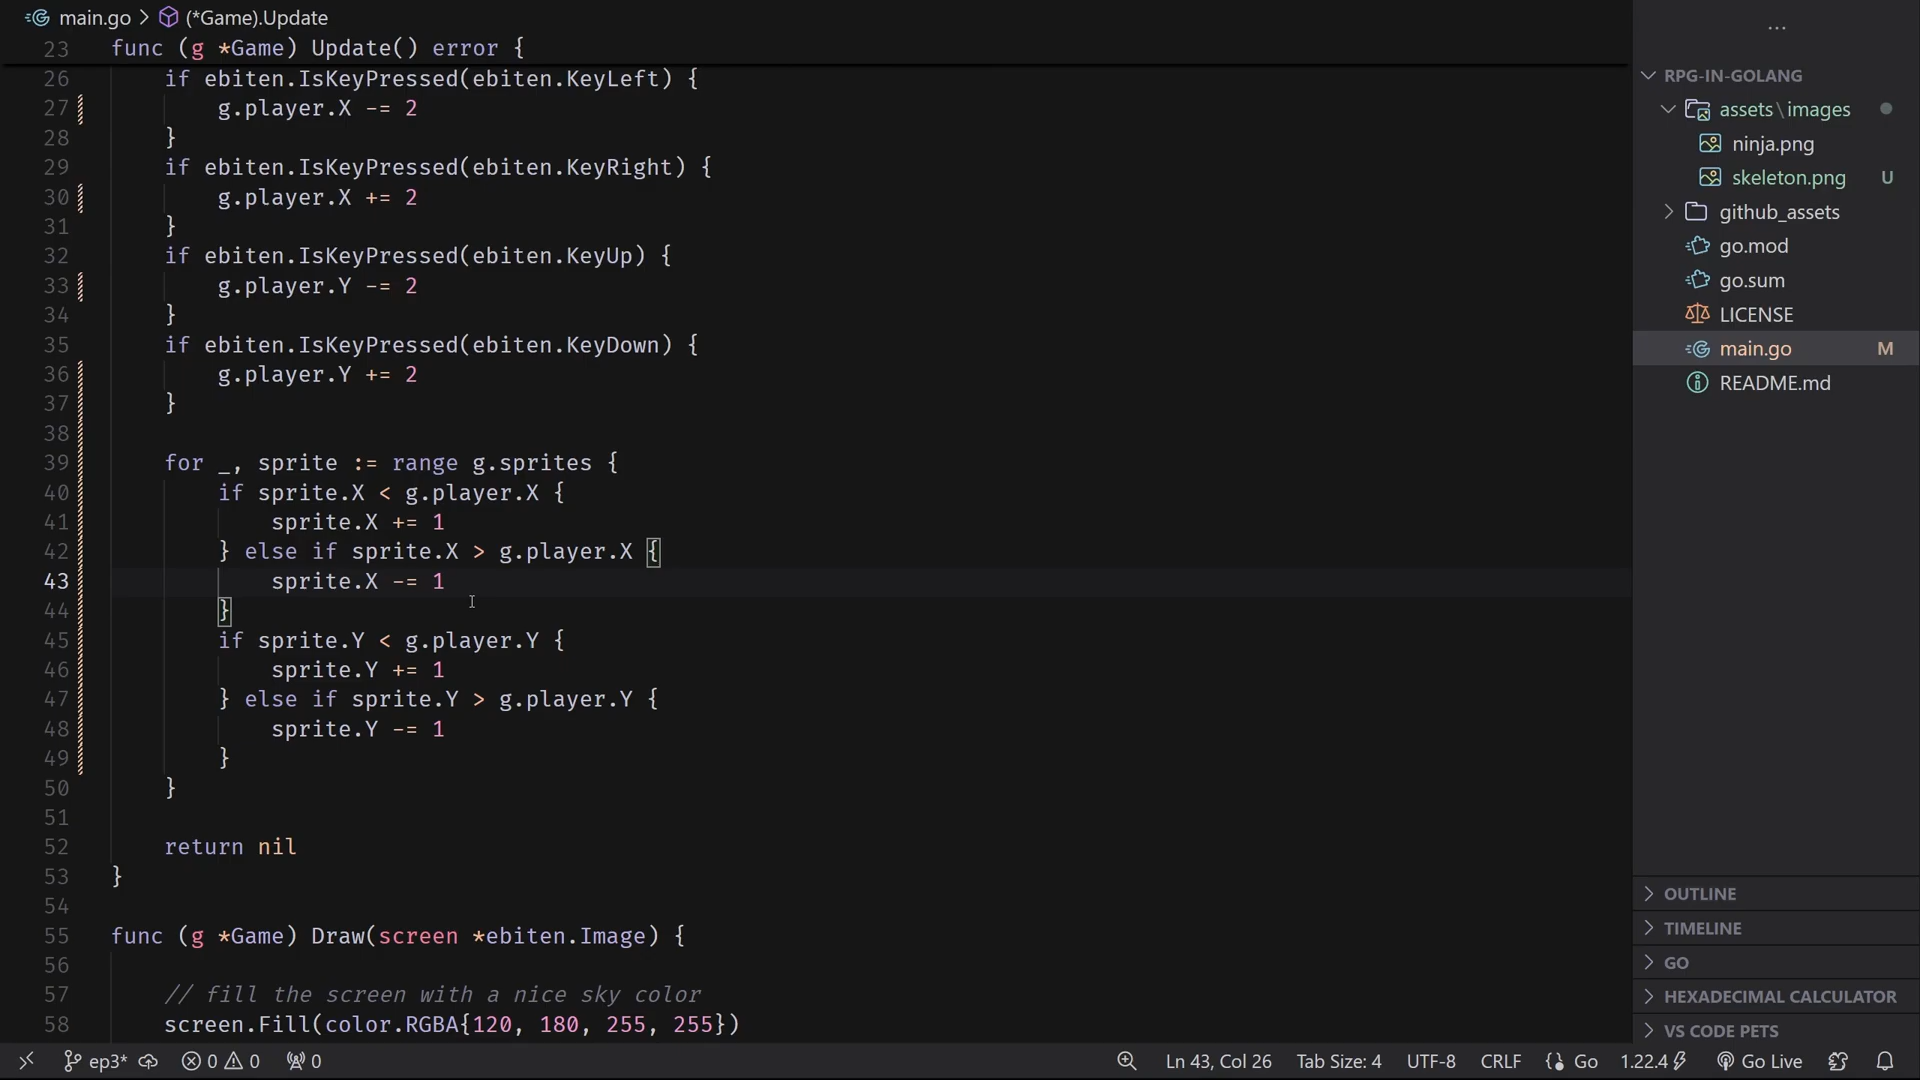 main.go > (*Game).Update
23 func (g *Game) Update() error {
26 if ebiten.IsKeyPressed(ebiten.KeyLeft) {
27 g.player.X -= 2
28 }
29 if ebiten.IsKeyPressed(ebiten.KeyRight) {
30 g.player.X += 2
31 }
32 if ebiten.IsKeyPressed(ebiten.KeyUp) {
33 g.player.Y -= 2
34 }
35 if ebiten.IsKeyPressed(ebiten.KeyDown) {
36 g.player.Y += 2
37 }
38
39 for _, sprite := range g.sprites {
40 if sprite.X < g.player.X {
41 sprite.X += 1
42 } else if sprite.X > g.player.X {
43 sprite.X -= 1
44 }
45 if sprite.Y < g.player.Y {
46 sprite.Y += 1
47 } else if sprite.Y > g.player.Y {
48 sprite.Y -= 1
49 }
50 }
51
52 return nil
53 }
54
55 func (g *Game) Draw(screen *ebiten.Image) {
56
57 // fill the screen with a nice sky color
58 screen.Fill(color.RGBA{120, 180, 255, 255})
...
RPG-IN-GOLANG
assets\images
ninja.png
skeleton.png U
github_assets
go.mod
go.sum
LICENSE
main.go M
README.md
OUTLINE
TIMELINE
GO
HEXADECIMAL CALCULATOR
VS CODE PETS
ep3* 0 0 0 Ln 43, Col 26 Tab Size: 4 UTF-8 CRLF {} Go 1.22.4 Go Live